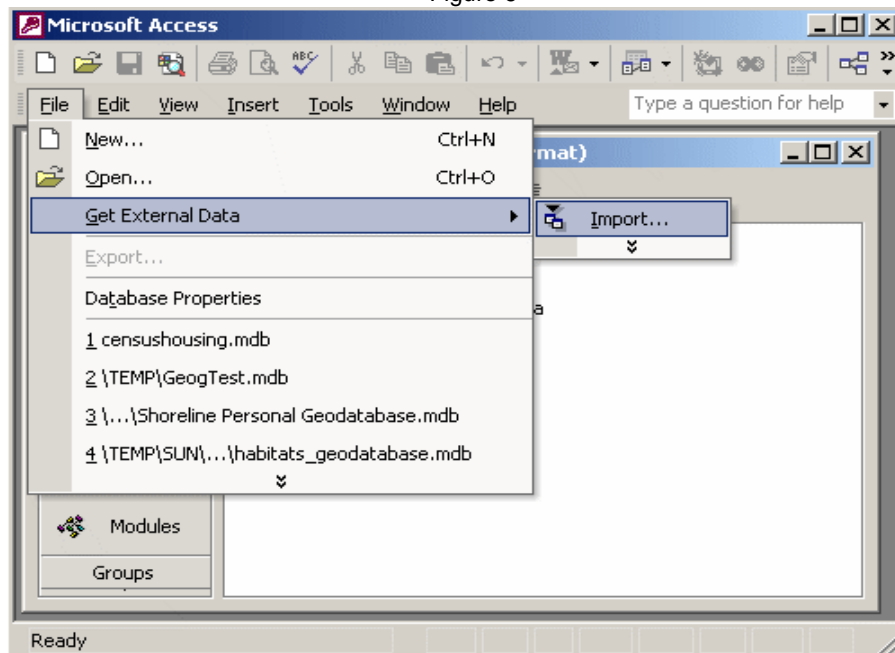 Microsoft Access
ABC
File Edit View Insert Tools Window Help Type a question for help
New... Ctrl+N
mat)
Open... Ctrl+O
Get External Data
Import...
Export...
a
Database Properties
1 censushousing.mdb
2 \TEMP\GeogTest.mdb
3 \...\Shoreline Personal Geodatabase.mdb
4 \TEMP\SUN\...\habitats_geodatabase.mdb
Modules
Groups
Ready